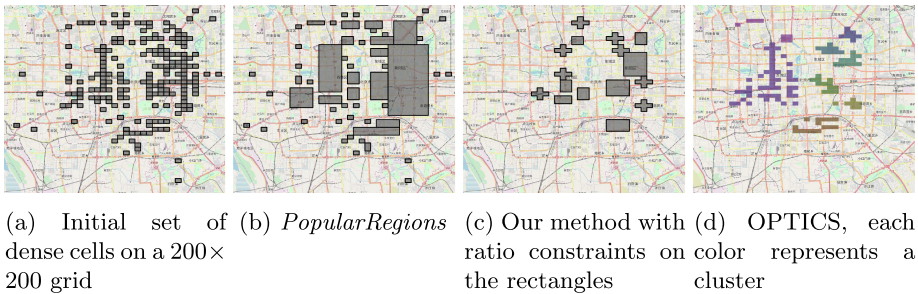 (a) Initial set of
dense cells on a 200×
200 grid
(b) PopularRegions
(c) Our method with
ratio constraints on
the rectangles
(d) OPTICS, each
color represents a
cluster